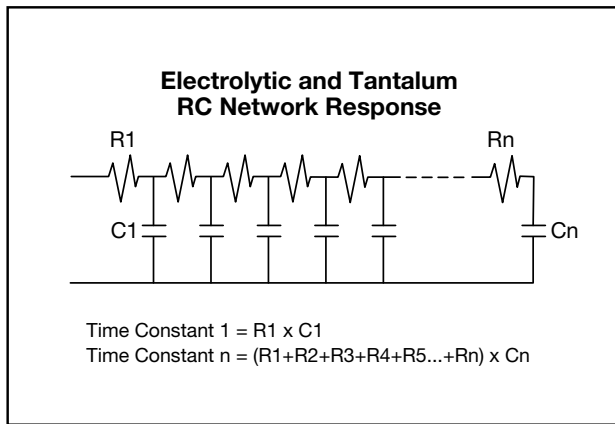 Electrolytic and Tantalum
RC Network Response
R1
Rn
C1
Cn
Time Constant 1 = R1 x C1
Time Constant n = (R1+R2+R3+R4+R5...+Rn) x Cn